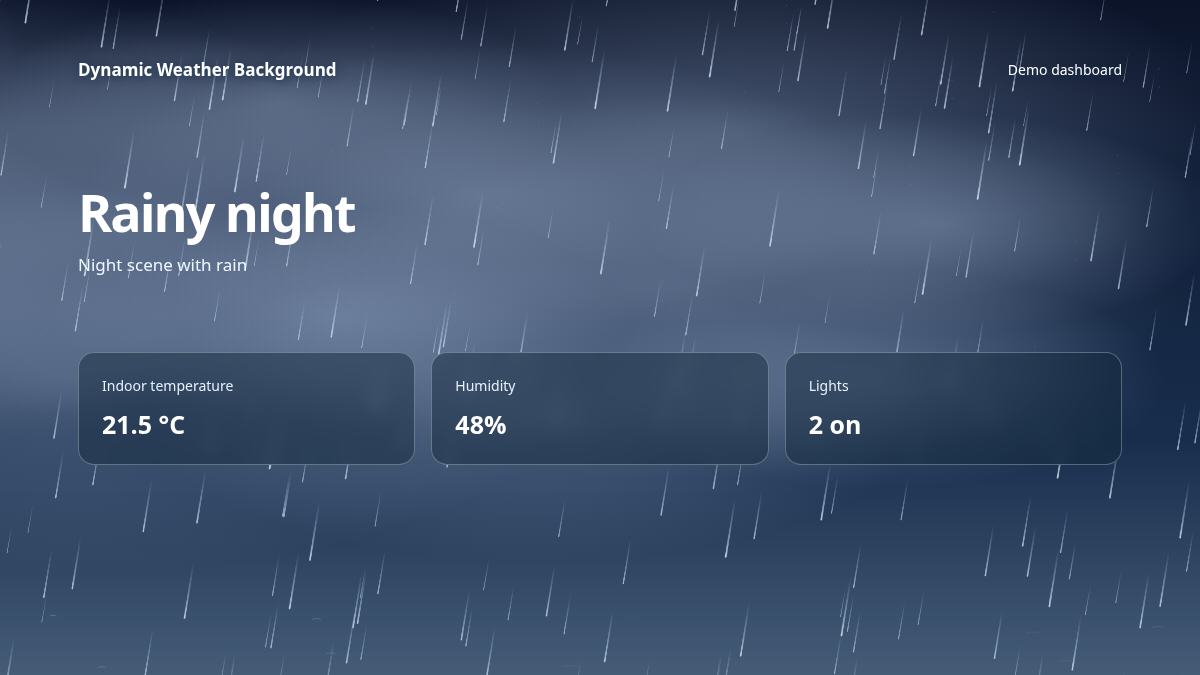 Dynamic Weather Background
Demo dashboard
Rainy night
Night scene with rain
Indoor temperature
21.5 °C
Humidity
48%
Lights
2 on